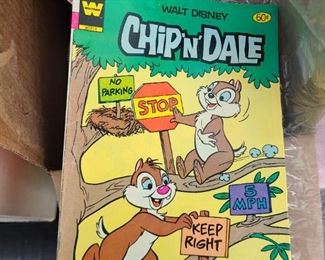 WALT DISNEY
60¢
CHIP 'N' DALE
NO
PARKING
STOP
5
MPH
KEEP
RIGHT